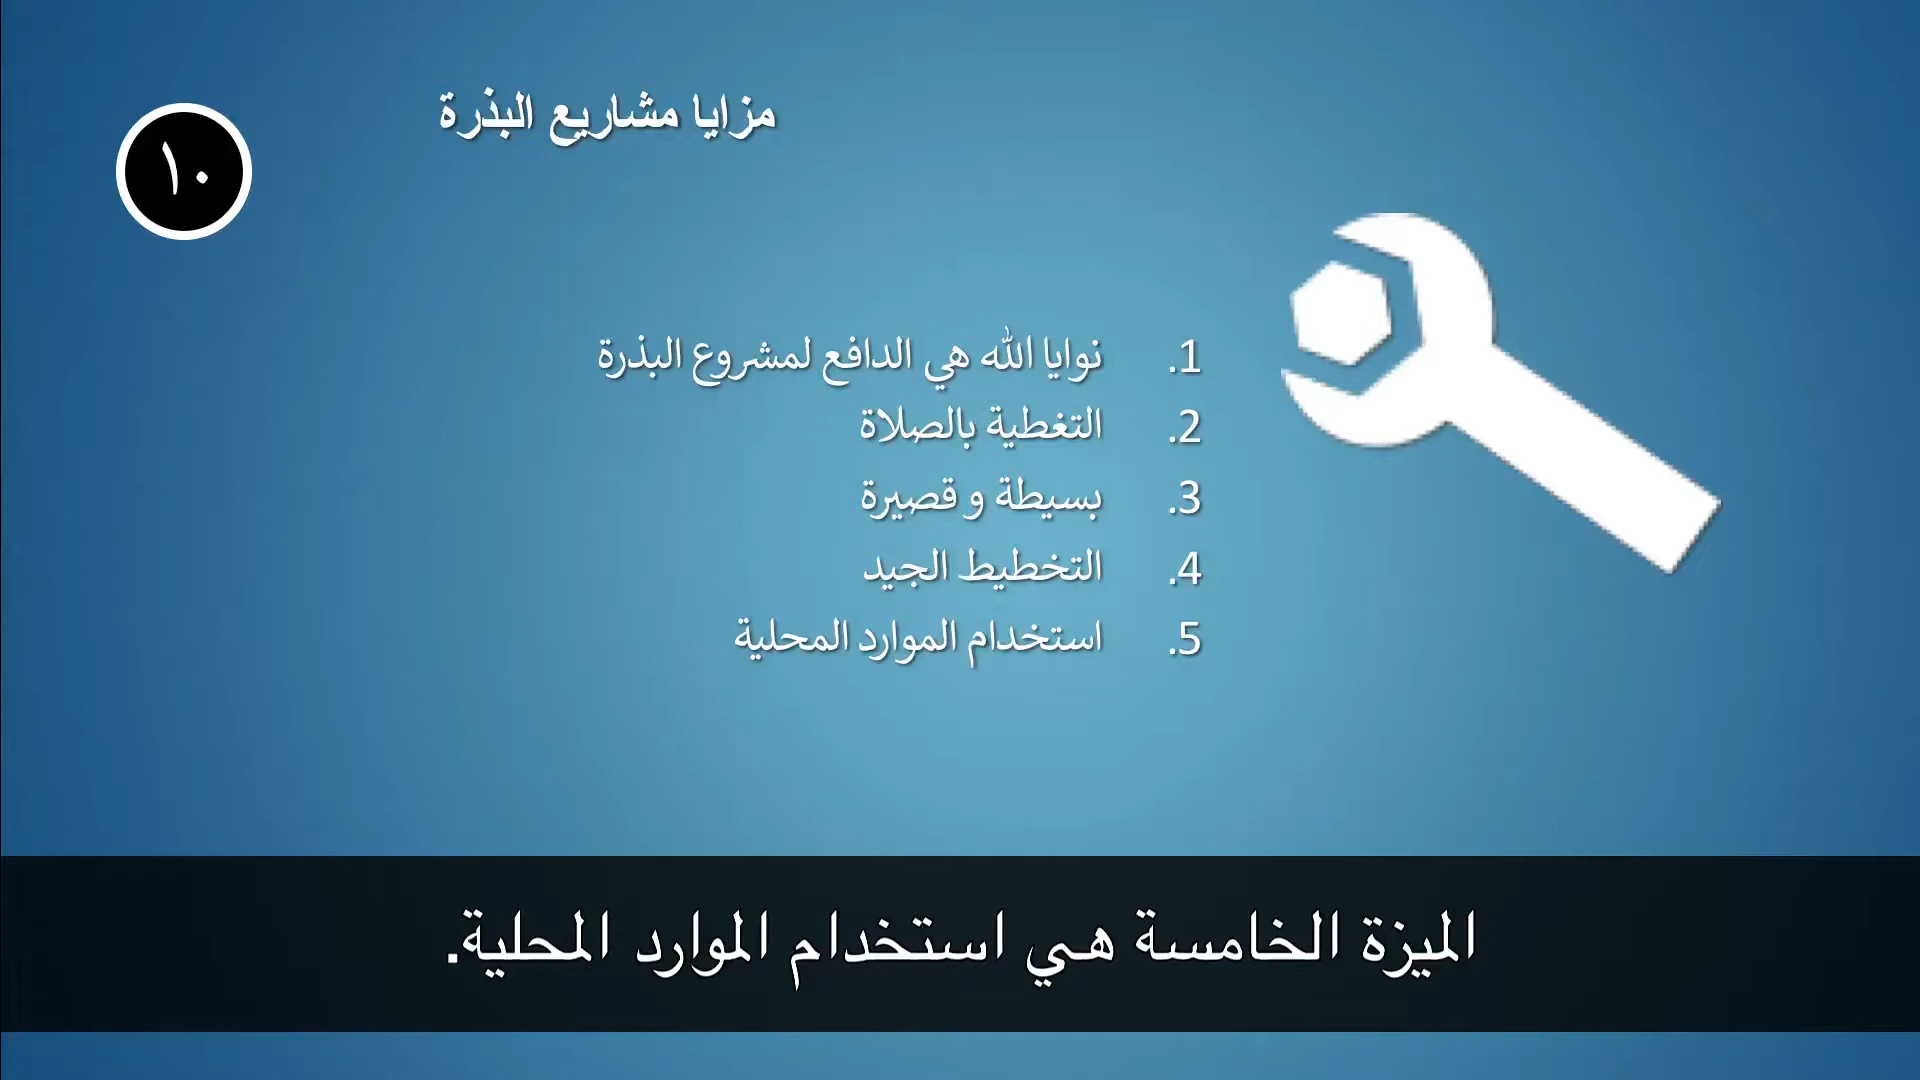 مزايا مشاريع البذرة
١٠
1. نوايا الله هي الدافع لمشروع البذرة
2. التغطية بالصلاة
3. بسيطة و قصيرة
4. التخطيط الجيد
5. استخدام الموارد المحلية
الميزة الخامسة هي استخدام الموارد المحلية.